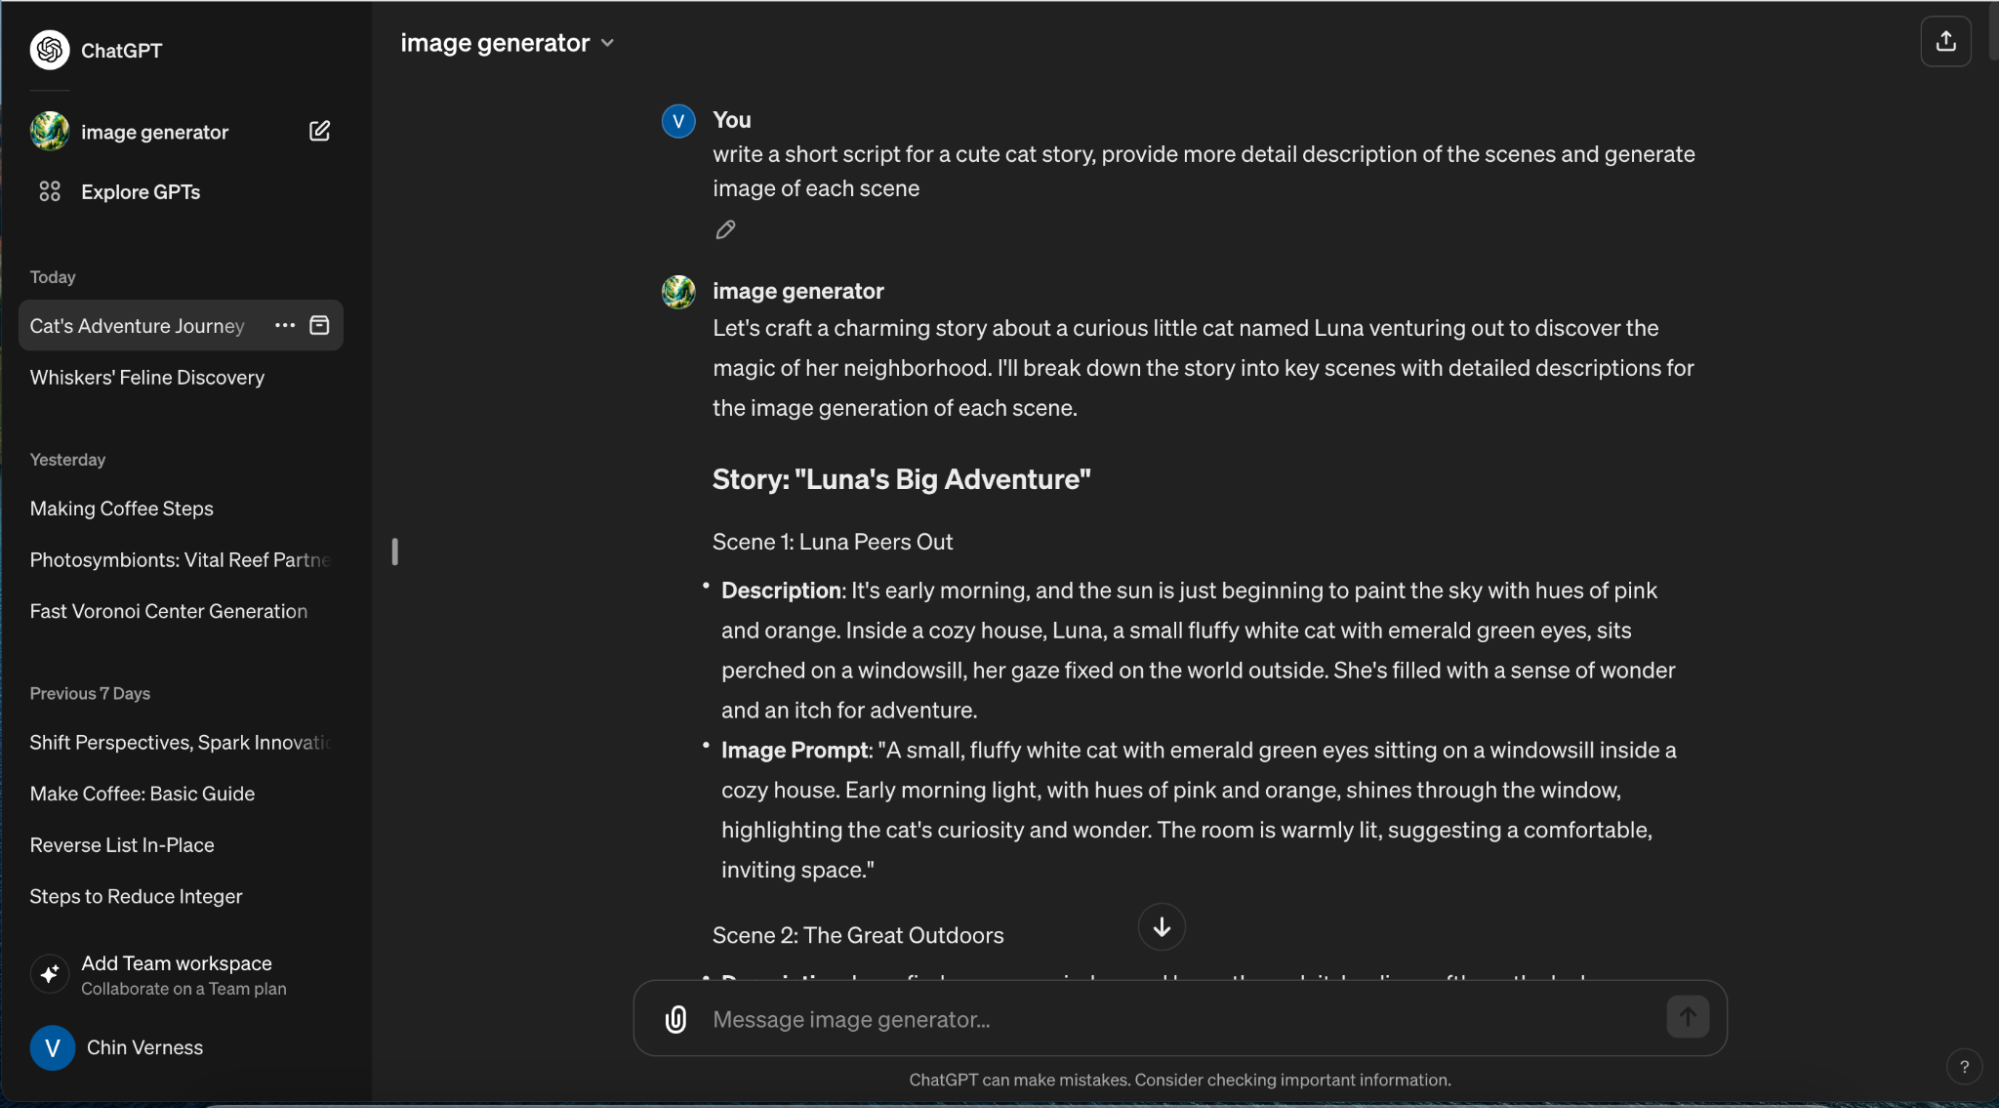 ChatGPT
image generator
Explore GPTs
Today
Cat's Adventure Journey
Whiskers' Feline Discovery
Yesterday
Making Coffee Steps
Photosymbionts: Vital Reef Partne
Fast Voronoi Center Generation
Previous 7 Days
Shift Perspectives, Spark Innovatio
Make Coffee: Basic Guide
Reverse List In-Place
Steps to Reduce Integer
Add Team workspace
Collaborate on a Team plan
V
Chin Verness
image generator
V
You
write a short script for a cute cat story, provide more detail description of the scenes and generate
image of each scene
image generator
Let's craft a charming story about a curious little cat named Luna venturing out to discover the
magic of her neighborhood. I'll break down the story into key scenes with detailed descriptions for
the image generation of each scene.
Story: "Luna's Big Adventure"
Scene 1: Luna Peers Out
• Description: It's early morning, and the sun is just beginning to paint the sky with hues of pink
and orange. Inside a cozy house, Luna, a small fluffy white cat with emerald green eyes, sits
perched on a windowsill, her gaze fixed on the world outside. She's filled with a sense of wonder
and an itch for adventure.
• Image Prompt: "A small, fluffy white cat with emerald green eyes sitting on a windowsill inside a
cozy house. Early morning light, with hues of pink and orange, shines through the window,
highlighting the cat's curiosity and wonder. The room is warmly lit, suggesting a comfortable,
inviting space."
Scene 2: The Great Outdoors
Message image generator...
ChatGPT can make mistakes. Consider checking important information.
?